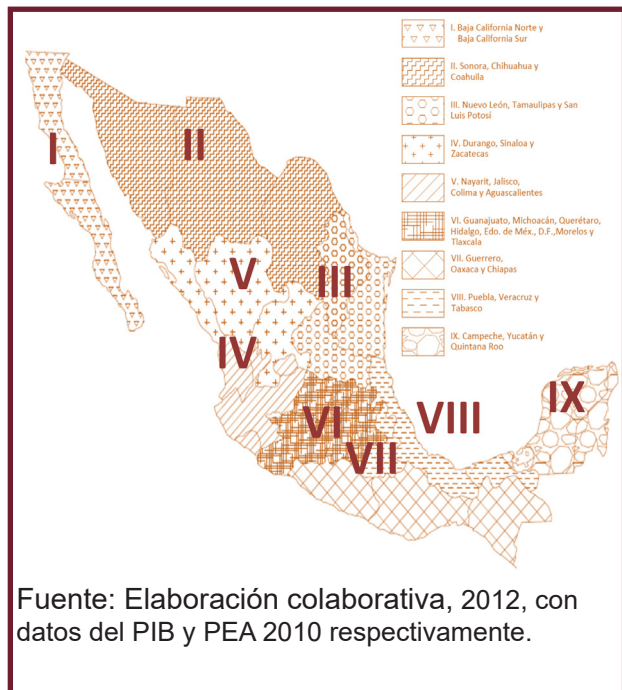 I. Baja California Norte y
Baja California Sur
II. Sonora, Chihuahua y
Coahuila
III. Nuevo León, Tamaulipas y San
Luis Potosí
IV. Durango, Sinaloa y
Zacatecas
V. Nayarit, Jalisco,
Colima y Aguascalientes
VI. Guanajuato, Michoacán, Querétaro,
Hidalgo, Edo. de Méx., D.F.,Morelos y
Tlaxcala
VII. Guerrero,
Oaxaca y Chiapas
VIII. Puebla, Veracruz y
Tabasco
IX. Campeche, Yucatán y
Quintana Roo
I
II
V
III
IV
VI
VII
VIII
IX
Fuente: Elaboración colaborativa, 2012, con
datos del PIB y PEA 2010 respectivamente.